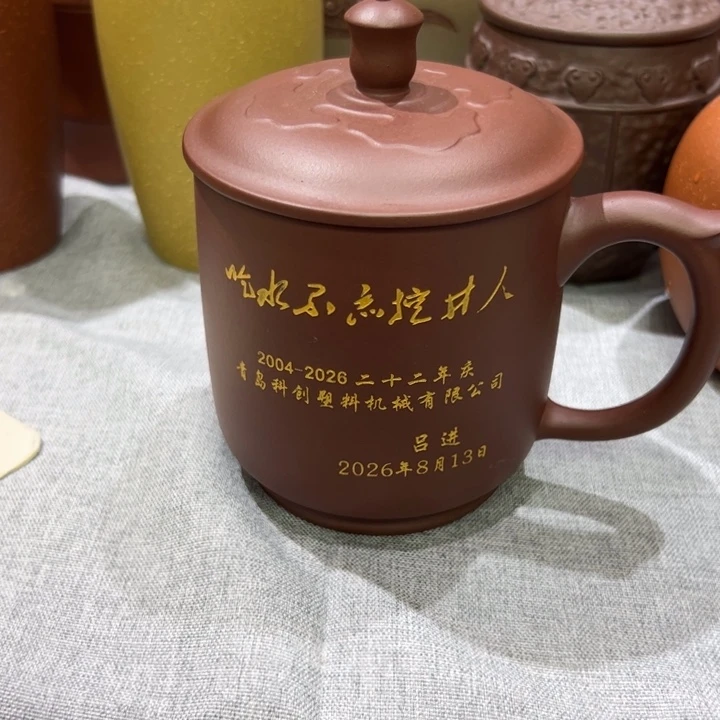 吃水不忘挖井人
2004-2026 二十二年庆
青岛科创塑料机械有限公司
吕进
2026年8月13日